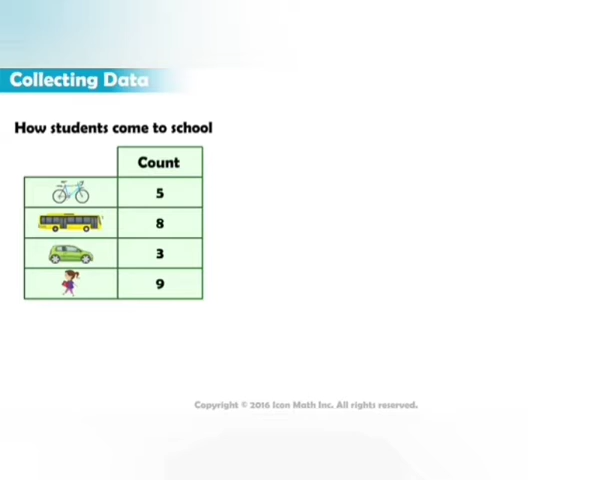 Collecting Data
How students come to school
Count
5
8
3
9
Copyright © 2016 Icon Math Inc. All rights reserved.